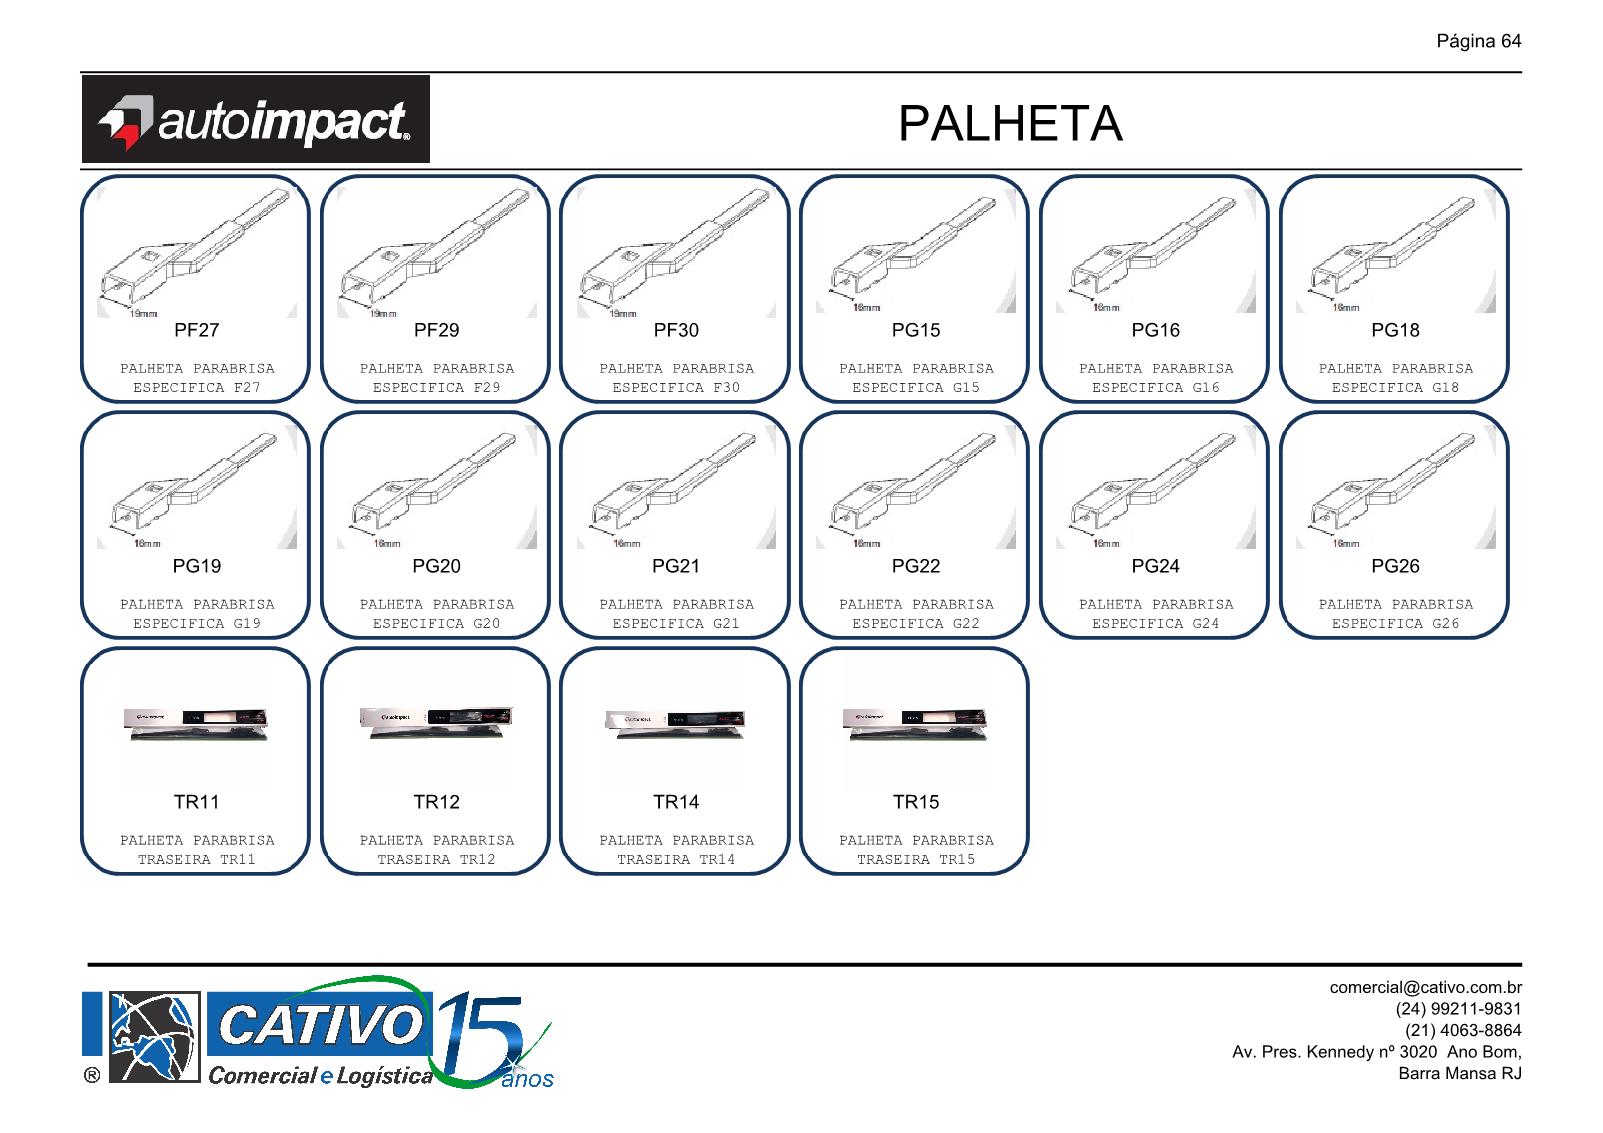 Página 64
autoimpact®
PALHETA
19mm
19mm
19mm
16mm
16mm
16mm
PF27
PF29
PF30
PG15
PG16
PG18
PALHETA PARABRISA
ESPECIFICA F27
PALHETA PARABRISA
ESPECIFICA F29
PALHETA PARABRISA
ESPECIFICA F30
PALHETA PARABRISA
ESPECIFICA G15
PALHETA PARABRISA
ESPECIFICA G16
PALHETA PARABRISA
ESPECIFICA G18
16mm
16mm
16mm
16mm
16mm
16mm
PG19
PG20
PG21
PG22
PG24
PG26
PALHETA PARABRISA
ESPECIFICA G19
PALHETA PARABRISA
ESPECIFICA G20
PALHETA PARABRISA
ESPECIFICA G21
PALHETA PARABRISA
ESPECIFICA G22
PALHETA PARABRISA
ESPECIFICA G24
PALHETA PARABRISA
ESPECIFICA G26
autoimpact
autoimpact
autoimpact
autoimpact
TR11
TR12
TR14
TR15
PALHETA PARABRISA
TRASEIRA TR11
PALHETA PARABRISA
TRASEIRA TR12
PALHETA PARABRISA
TRASEIRA TR14
PALHETA PARABRISA
TRASEIRA TR15
CATIVO
15
anos
® Comercial e Logística
comercial@cativo.com.br
(24) 99211-9831
(21) 4063-8864
Av. Pres. Kennedy nº 3020 Ano Bom,
Barra Mansa RJ